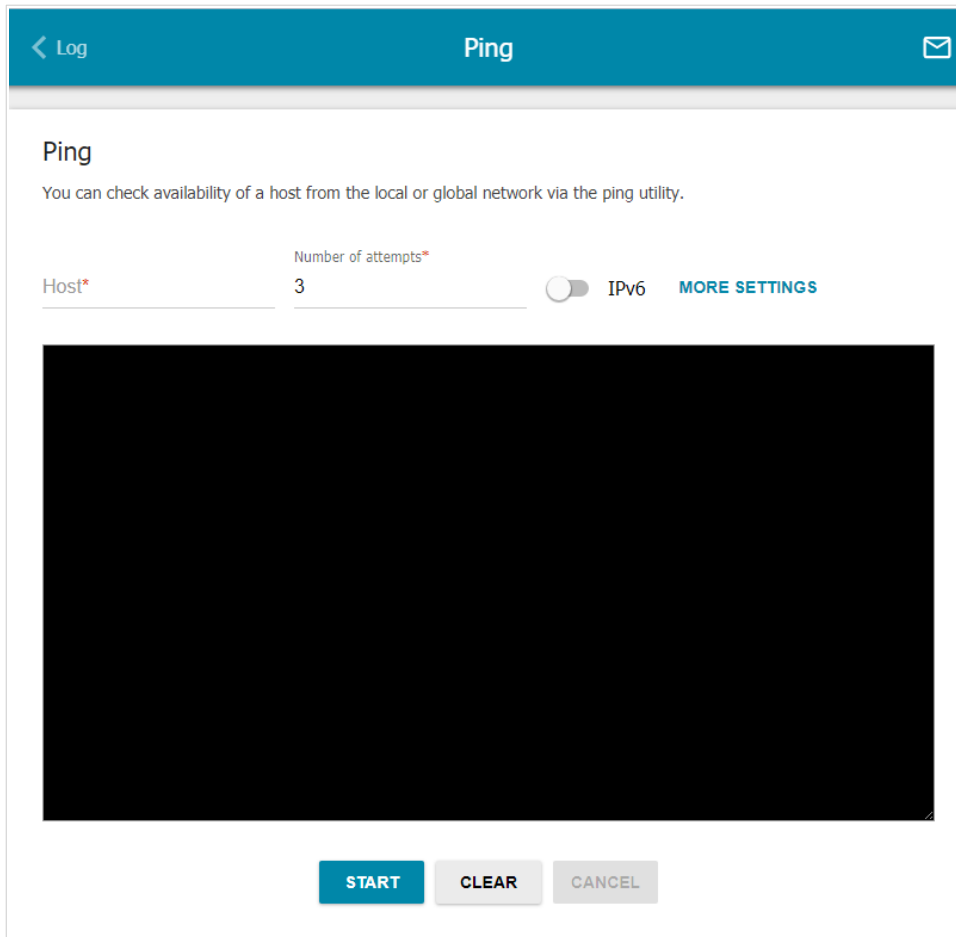 Log
Ping
Ping
You can check availability of a host from the local or global network via the ping utility.
Number of attempts*
Host*
3
IPv6
MORE SETTINGS
START
CLEAR
CANCEL